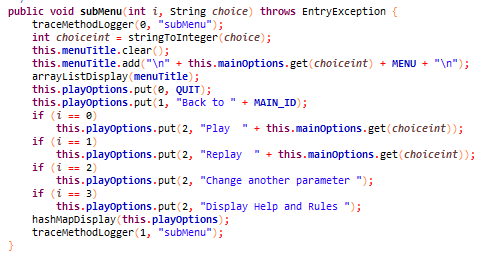 public void subMenu(int i, String choice) throws EntryException {
traceMethodLogger(0, "subMenu");
int choiceint = stringToInteger(choice);
this.menuTitle.clear();
this.menuTitle.add("\n" + this.mainOptions.get(choiceint) + MENU + "\n");
arrayListDisplay(menuTitle);
this.playOptions.put(0, QUIT);
this.playOptions.put(1, "Back to " + MAIN_ID);
if (i == 0)
this.playOptions.put(2, "Play  " + this.mainOptions.get(choiceint));
if (i == 1)
this.playOptions.put(2, "Replay  " + this.mainOptions.get(choiceint));
if (i == 2)
this.playOptions.put(2, "Change another parameter ");
if (i == 3)
this.playOptions.put(2, "Display Help and Rules ");
hashMapDisplay(this.playOptions);
traceMethodLogger(1, "subMenu");
}